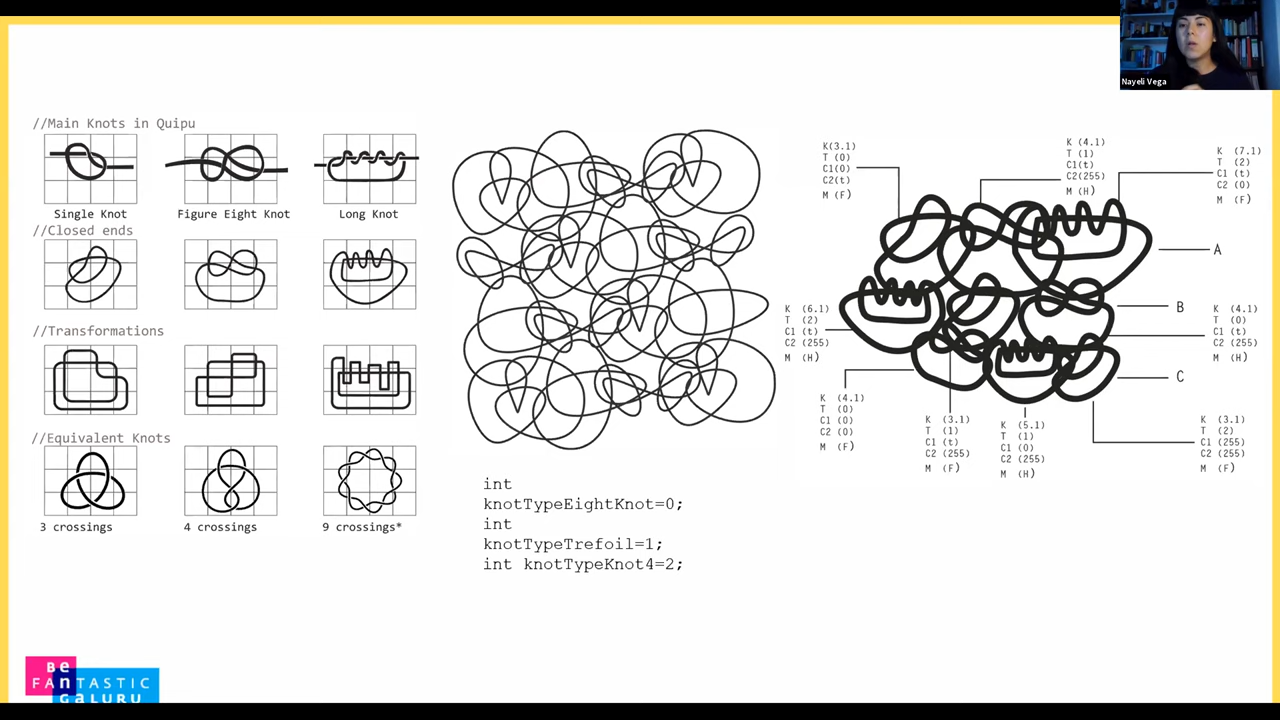 Nayeli Vega
//Main Knots in Quipu
Single Knot
Figure Eight Knot
Long Knot
//Closed ends
//Transformations
//Equivalent Knots
3 crossings
4 crossings
9 crossings*
int
knotTypeEightKnot=0;
int
knotTypeTrefoil=1;
int knotTypeKnot4=2;
K(3.1)
T (0)
C1(0)
C2(t)
M (F)
K (4.1)
T (1)
C1(t)
C2(255)
M (H)
K (7.1)
T (2)
C1 (t)
C2 (0)
M (F)
A
B
C
K (6.1)
T (2)
C1 (t)
C2 (255)
M (H)
K (4.1)
T (0)
C1 (t)
C2 (255)
M (H)
K (4.1)
T (0)
C1 (0)
C2 (0)
M (F)
K (3.1)
T (1)
C1 (t)
C2 (255)
M (F)
K (5.1)
T (1)
C1 (0)
C2 (255)
M (H)
K (3.1)
T (2)
C1 (255)
C2 (255)
M (F)
Be
FANTASTIC
nGaLURU